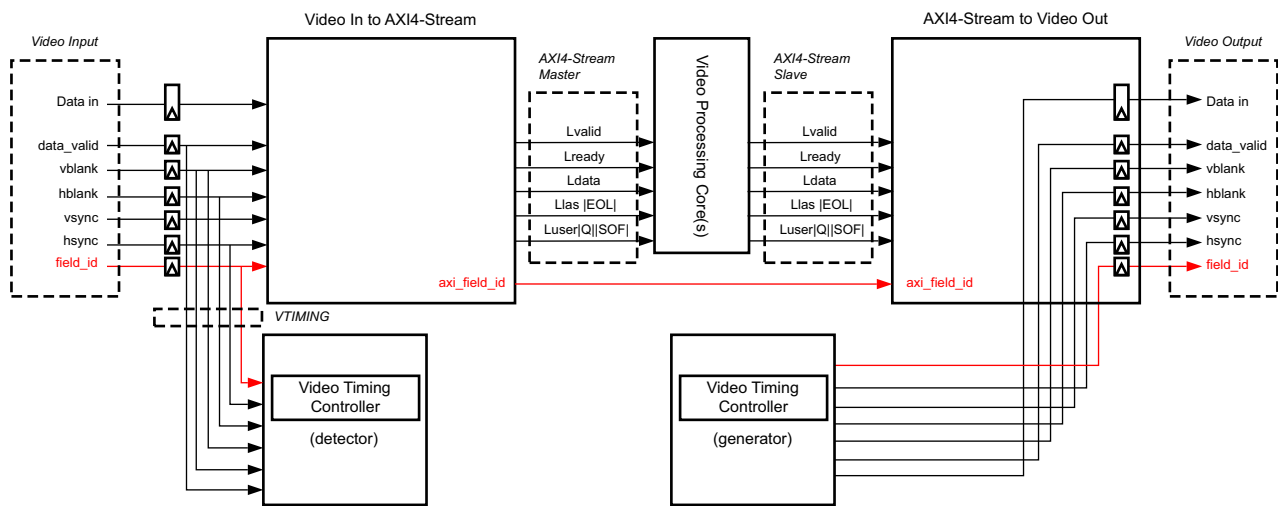 Video In to AXI4-Stream
AXI4-Stream to Video Out
Video Input
Data in
data_valid
vblank
hblank
vsync
hsync
field_id
axi_field_id
AXI4-Stream
Master
Lvalid
Lready
Ldata
Llas |EOL|
Luser|Q||SOF|
Video Processing Core(s)
AXI4-Stream
Slave
Lvalid
Lready
Ldata
Llas |EOL|
Luser|Q||SOF|
axi_field_id
Video Output
Data in
data_valid
vblank
hblank
vsync
hsync
field_id
VTIMING
Video Timing
Controller
(detector)
Video Timing
Controller
(generator)